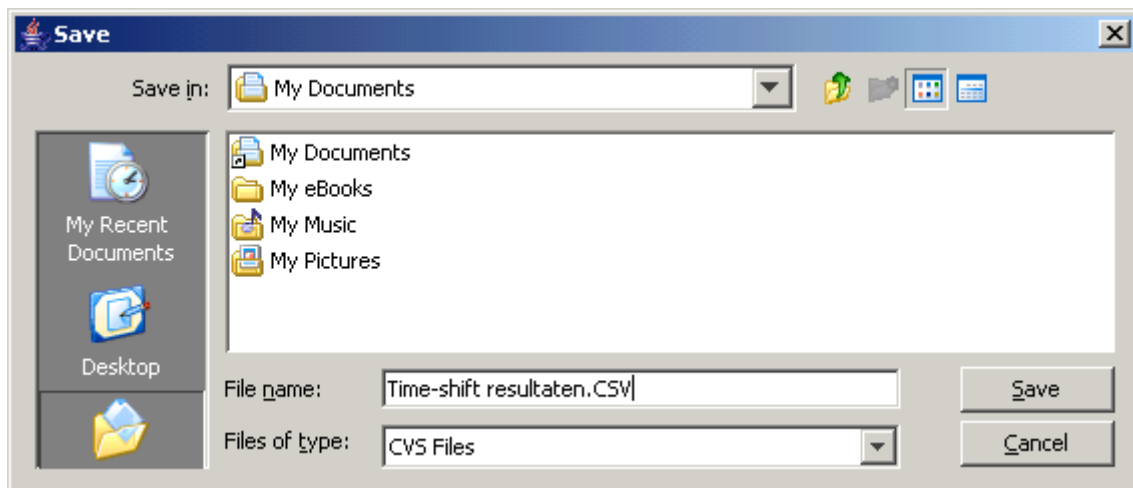 Save
Save in:
My Documents
My Documents
My eBooks
My Music
My Pictures
My Recent
Documents
Desktop
File name:
Time-shift resultaten.CSV
Save
Files of type:
CVS Files
Cancel